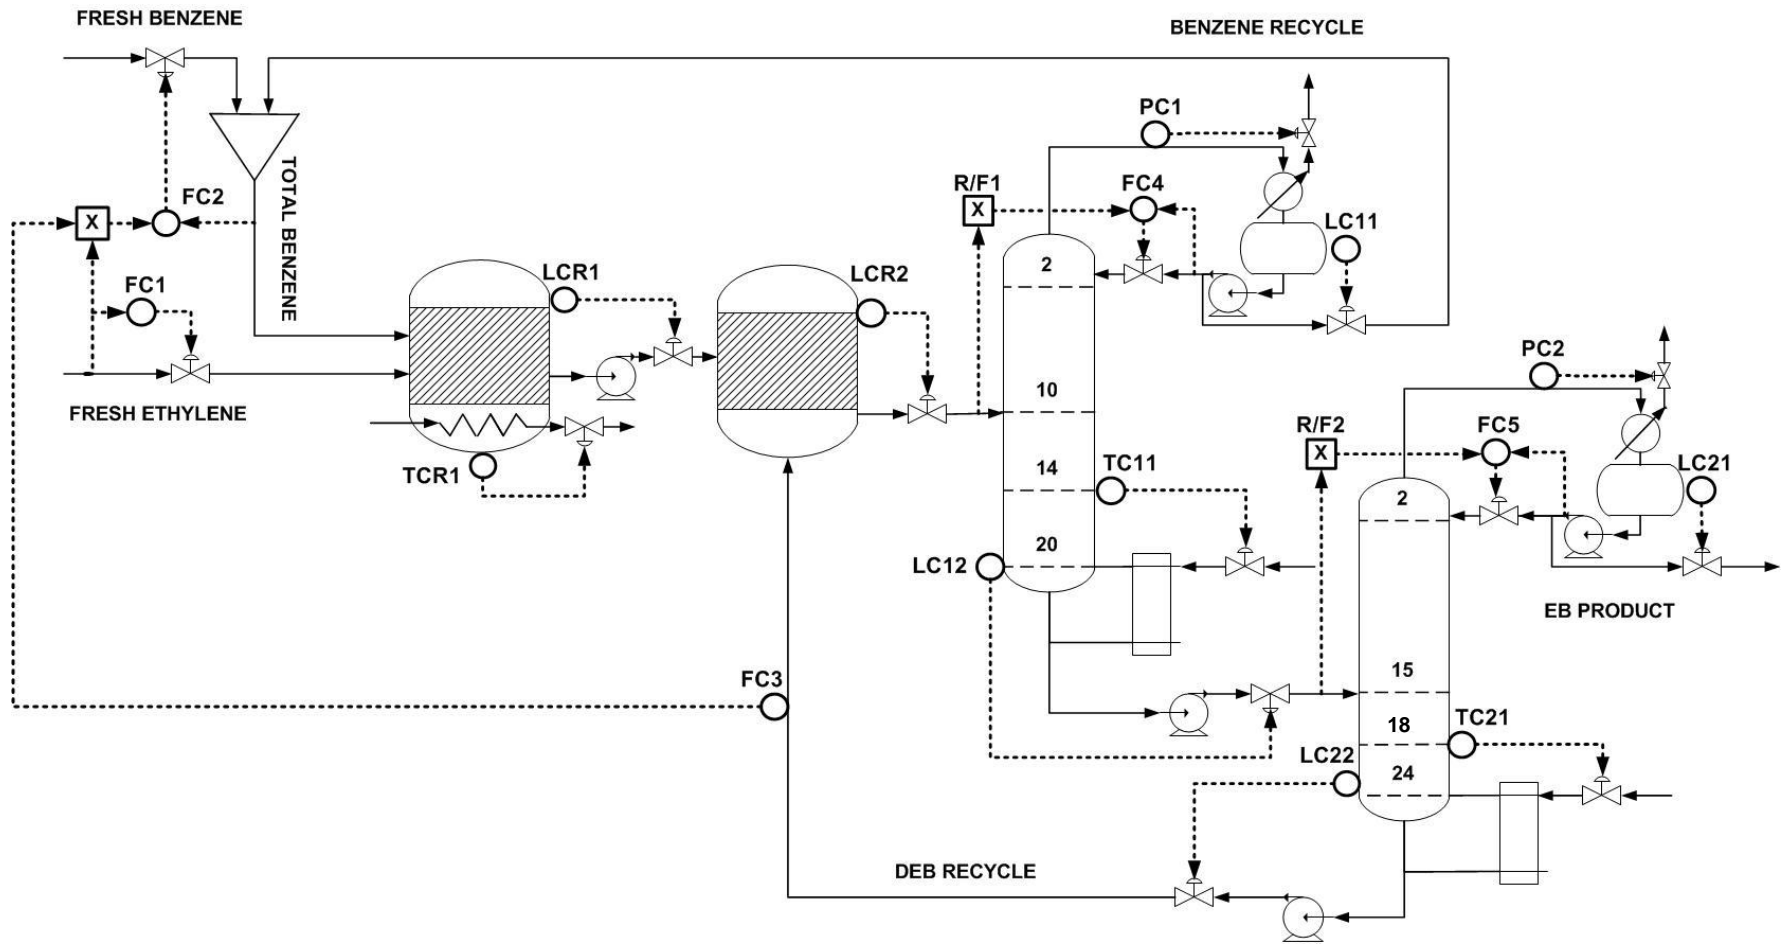 FRESH BENZENE
BENZENE RECYCLE
PC1
TOTAL BENZENE
R/F1
FC4
X
FC2
X
LC11
2
LCR1
LCR2
FC1
PC2
10
FRESH ETHYLENE
R/F2
FC5
X
TCR1
14
TC11
LC21
2
20
LC12
EB PRODUCT
15
FC3
18
TC21
LC22
24
DEB RECYCLE